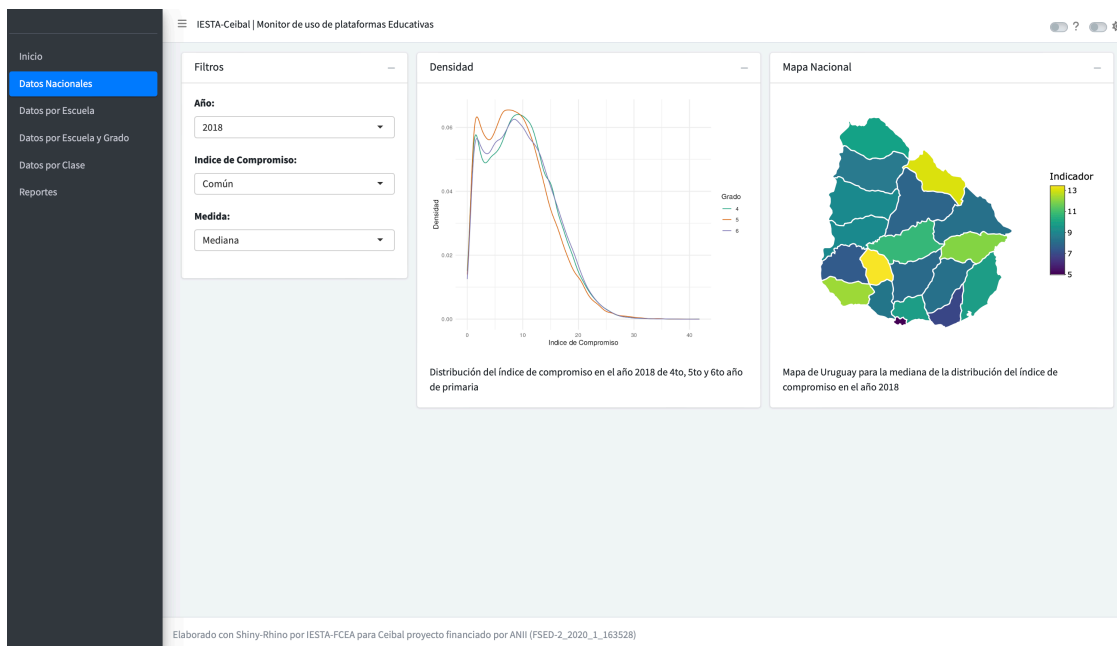 IESTA-Ceibal | Monitor de uso de plataformas Educativas
?
Inicio
Datos Nacionales
Datos por Escuela
Datos por Escuela y Grado
Datos por Clase
Reportes
Filtros
Año:
2018
Indice de Compromiso:
Común
Medida:
Mediana
Densidad
Densidad
0.06
0.04
0.02
0.00
0 10 20 30 40
Indice de Compromiso
Grado
4
5
6
Distribución del índice de compromiso en el año 2018 de 4to, 5to y 6to año
de primaria
Mapa Nacional
Indicador
13
11
9
7
5
Mapa de Uruguay para la mediana de la distribución del índice de
compromiso en el año 2018
Elaborado con Shiny-Rhino por IESTA-FCEA para Ceibal proyecto financiado por ANII (FSED-2_2020_1_163528)